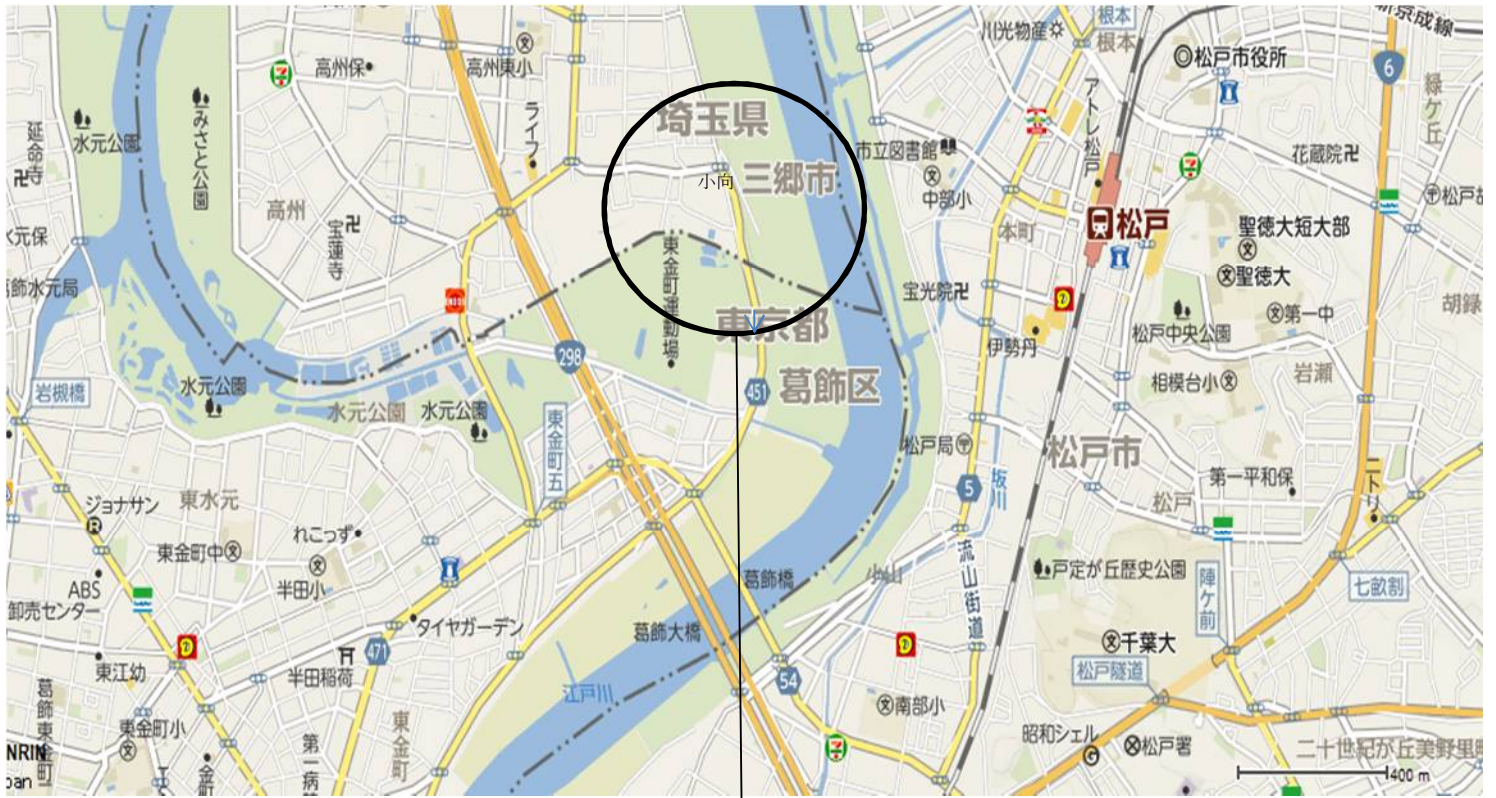 新京成線
川光物産
根本
根本
松戸市役所
6
高州保
高州東小
緑ケ丘
水元公園
みさと公園
延命寺
ライフ
埼玉県
アトレ松戸
市立図書館
花蔵院
小向
三郷市
中部小
高州
宝蓮寺
本町
松戸
聖徳大短大部
聖徳大
東金町運動場
宝光院
第一中
胡録
東京都
伊勢丹
松戸中央公園
298
水元公園
岩槻橋
水元公園
水元公園
451
葛飾区
相模台小
岩瀬
東金町五
松戸局
松戸市
坂川
5
第一平和保
ニトリ
松戸
ジョナサン
東水元
れこっず
東金町中
半田小
ABS
卸売センター
タイヤガーデン
葛飾橋
小山
流山街道
戸定が丘歴史公園
陣ケ前
七畝割
葛飾大橋
千葉大
471
東江幼
半田稲荷
江戸川
54
松戸隧道
南部小
葛飾東金町
東金町小
東金町
第一病院
昭和シェル
松戸署
二十世紀が丘美野里町
NRIN
pan
400 m